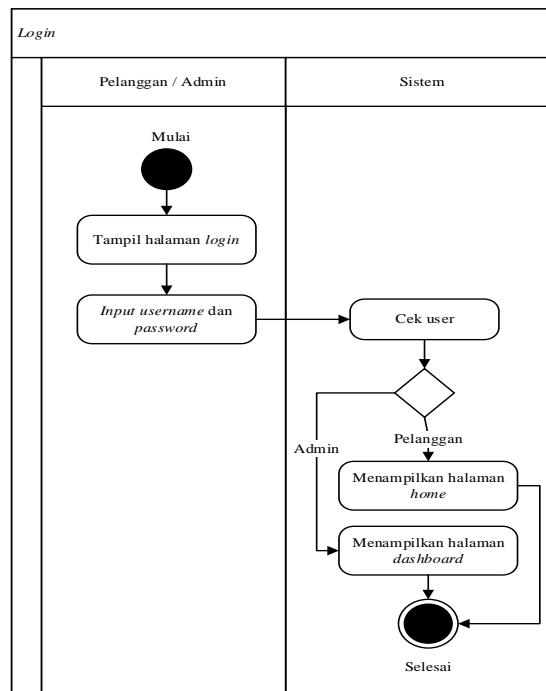 Login
Pelanggan / Admin
Sistem
Mulai
Tampil halaman login
Input username dan
password
Cek user
Pelanggan
Admin
Menampilkan halaman
home
Menampilkan halaman
dashboard
Selesai